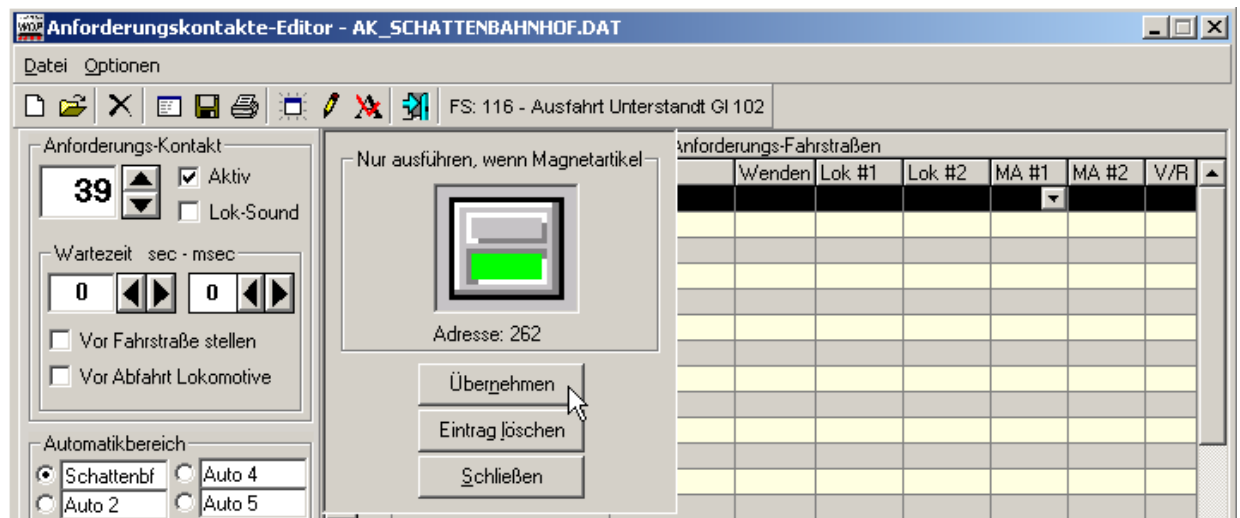 Anforderungskontakte-Editor - AK_SCHATTENBAHNHOF.DAT
Datei Optionen
FS: 116 - Ausfahrt Unterstandt Gl 102
Anforderungs-Kontakt
39
Aktiv
Lok-Sound
Wartezeit sec - msec
0 0
Vor Fahrstraße stellen
Vor Abfahrt Lokomotive
Automatikbereich
Schattenbf Auto 4
Auto 2 Auto 5
Nur ausführen, wenn Magnetartikel
Adresse: 262
Übernehmen
Eintrag löschen
Schließen
Anforderungs-Fahrstraßen
Wenden Lok #1 Lok #2 MA #1 MA #2 V/R